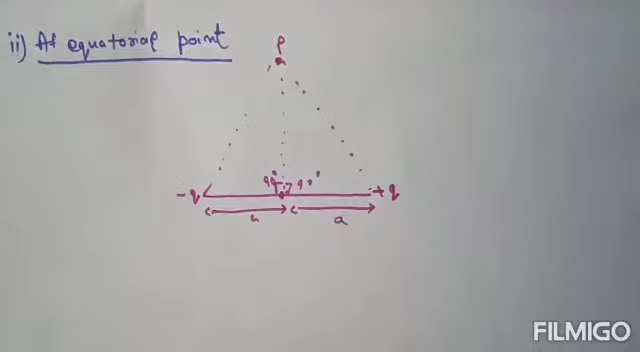 ii) At equatorial point
P
90° 90°
-q +q
a a
FILMIGO